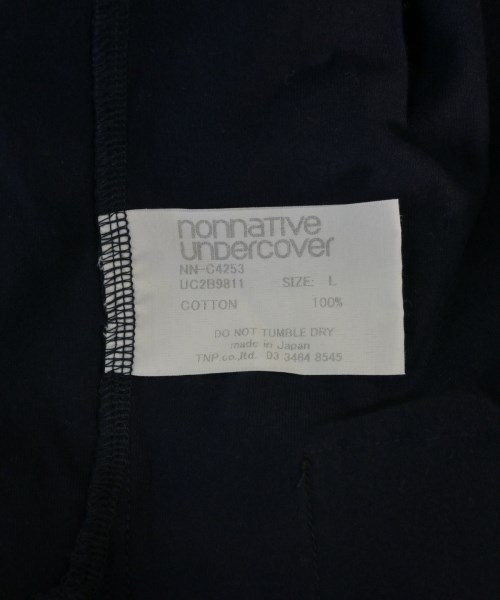 nonnative
undercover
NN-C4253
UC2B9811 SIZE: L
COTTON 100%
DO NOT TUMBLE DRY
made in Japan
TNP.co.,ltd. 03 3464 8545